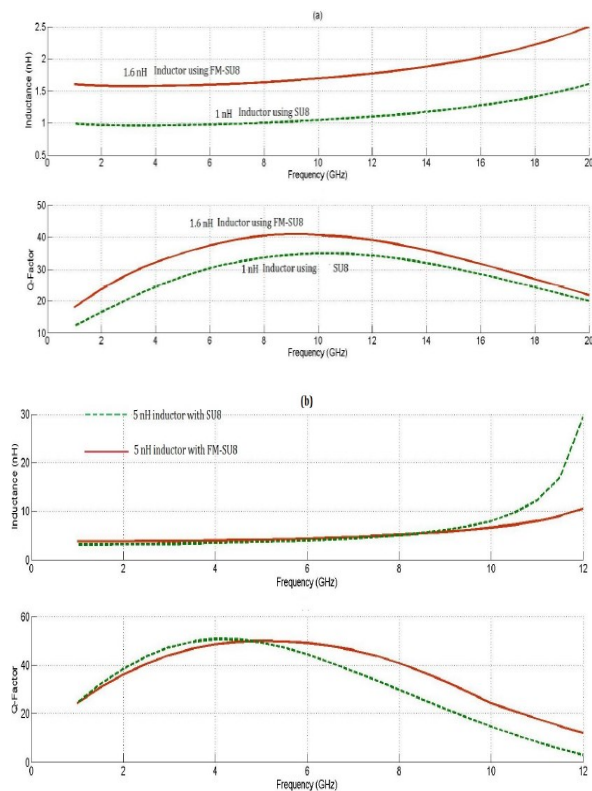 (a)
2.5
2
1.5
1
0.5
Inductance (nH)
1.6 nH Inductor using FM-SU8
1 nH Inductor using SU8
0 2 4 6 8 10 12 14 16 18 20
Frequency (GHz)
50
40
30
20
10
Q-Factor
1.6 nH Inductor using FM-SU8
1 nH Inductor using SU8
0 2 4 6 8 10 12 14 16 18 20
Frequency (GHz)
(b)
30
20
10
0
Inductance (nH)
5 nH inductor with SU8
5 nH inductor with FM-SU8
0 2 4 6 8 10 12
Frequency (GHz)
60
40
20
0
Q-Factor
0 2 4 6 8 10 12
Frequency (GHz)